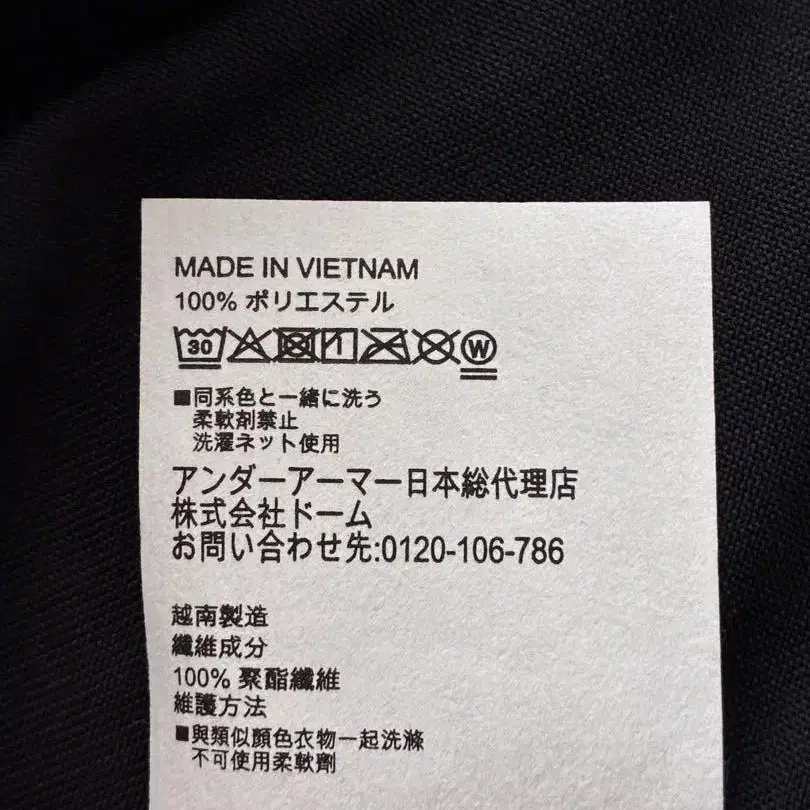 MADE IN VIETNAM
100% ポリエステル
30 W
■同系色と一緒に洗う
柔軟剤禁止
洗濯ネット使用
アンダーアーマー日本総代理店
株式会社ドーム
お問い合わせ先:0120-106-786
越南製造
纖維成分
100% 聚酯纖維
維護方法
■與類似顏色衣物一起洗滌
不可使用柔軟劑